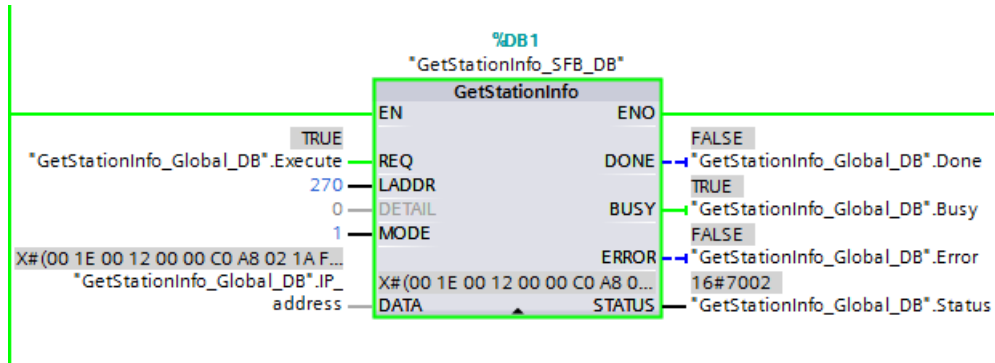 %DB1
"GetStationInfo_SFB_DB"
GetStationInfo
EN ENO
TRUE FALSE
"GetStationInfo_Global_DB".Execute REQ DONE "GetStationInfo_Global_DB".Done
270 LADDR TRUE
0 DETAIL BUSY "GetStationInfo_Global_DB".Busy
1 MODE FALSE
X#(00 1E 00 12 00 00 C0 A8 02 1A F... ERROR "GetStationInfo_Global_DB".Error
"GetStationInfo_Global_DB".IP_ X#(00 1E 00 12 00 00 C0 A8 0... 16#7002
address DATA STATUS "GetStationInfo_Global_DB".Status